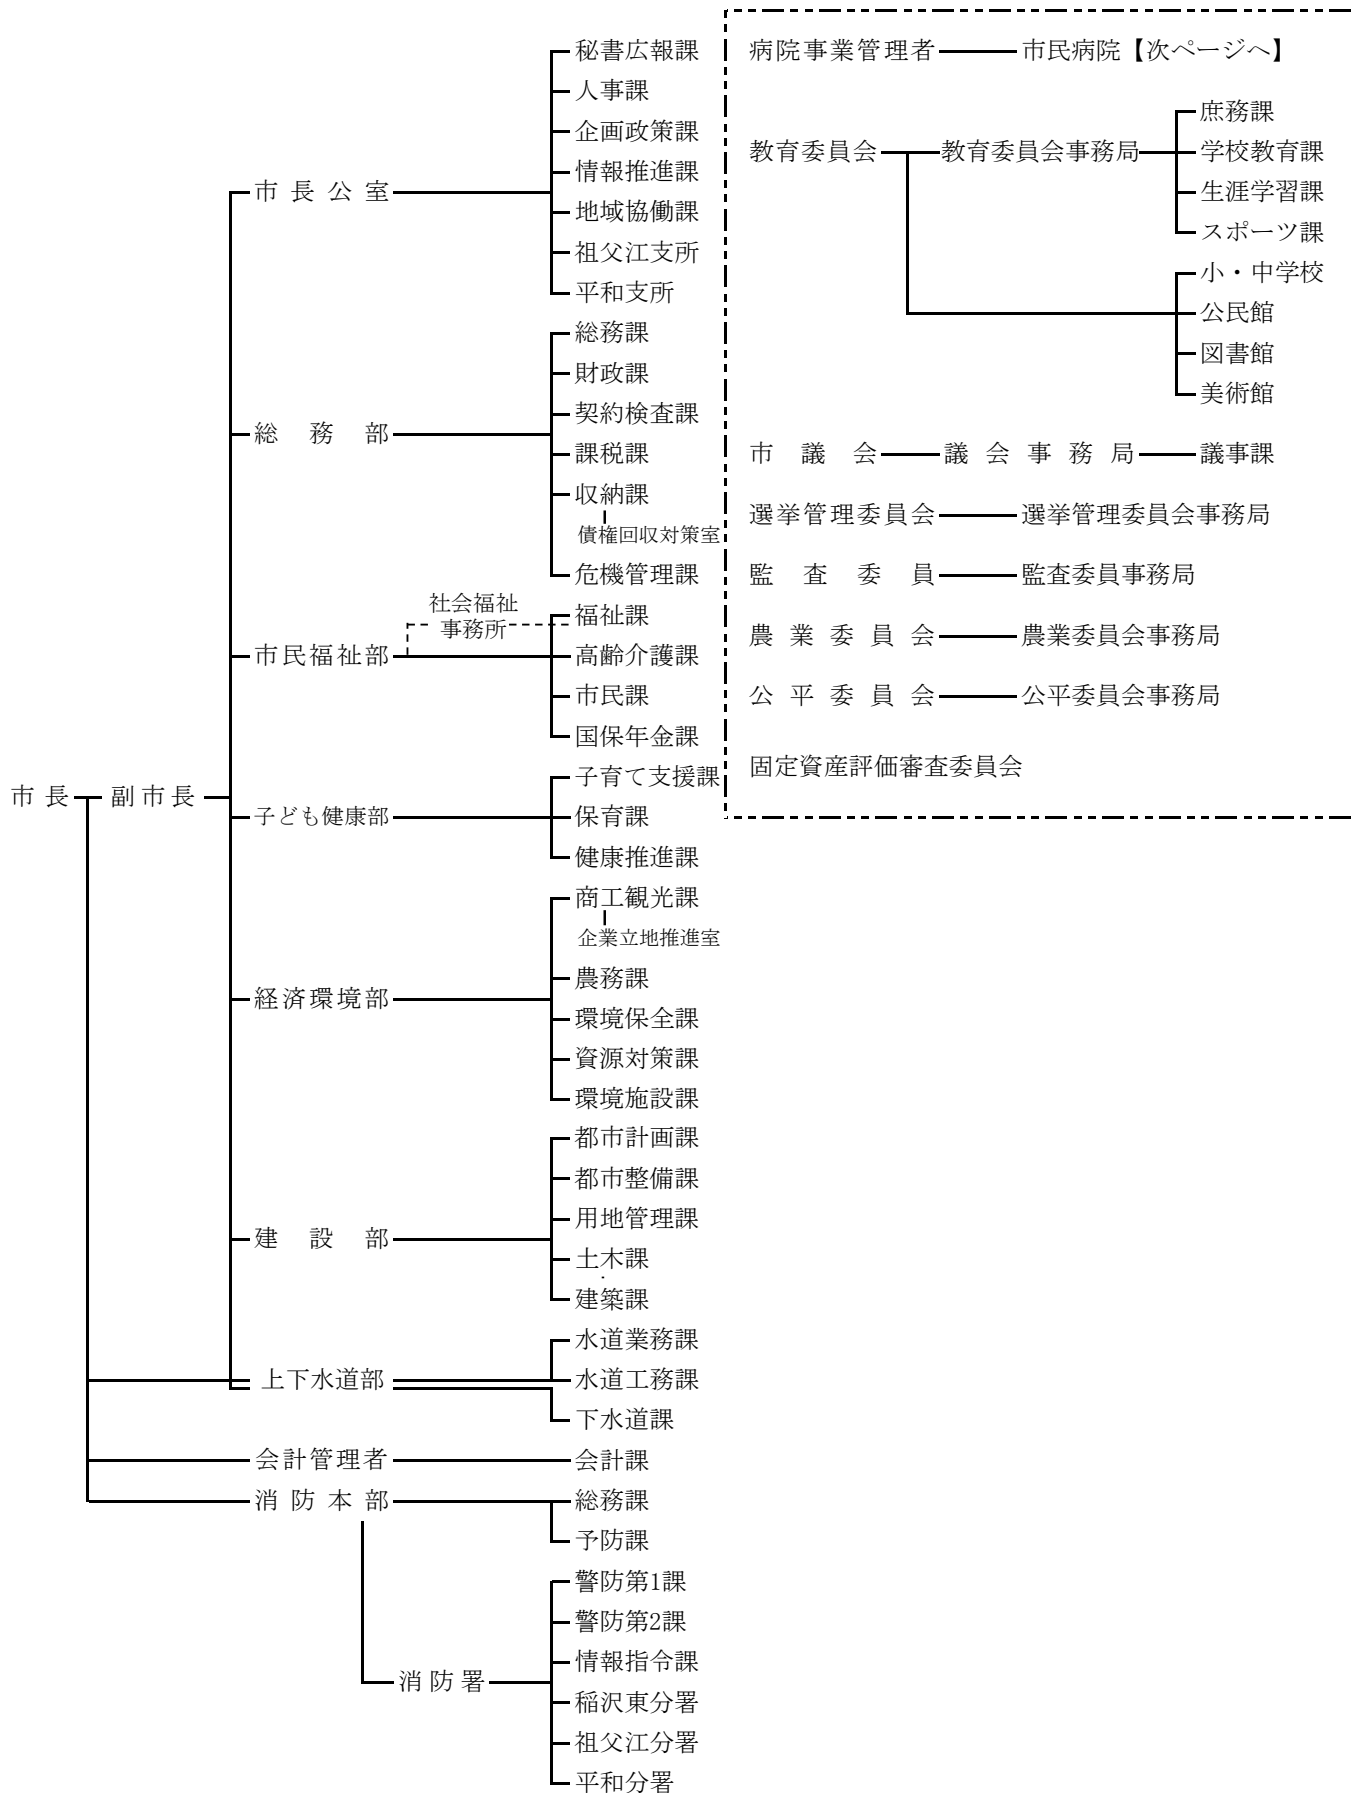 市長
副市長
市長公室
秘書広報課
人事課
企画政策課
情報推進課
地域協働課
祖父江支所
平和支所
総務部
総務課
財政課
契約検査課
課税課
収納課
債権回収対策室
危機管理課
市民福祉部
社会福祉
事務所
福祉課
高齢介護課
市民課
国保年金課
子ども健康部
子育て支援課
保育課
健康推進課
経済環境部
商工観光課
企業立地推進室
農務課
環境保全課
資源対策課
環境施設課
建設部
都市計画課
都市整備課
用地管理課
土木課
建築課
上下水道部
水道業務課
水道工務課
下水道課
会計管理者
会計課
消防本部
総務課
予防課
消防署
警防第1課
警防第2課
情報指令課
稲沢東分署
祖父江分署
平和分署
病院事業管理者
市民病院【次ページへ】
教育委員会
教育委員会事務局
庶務課
学校教育課
生涯学習課
スポーツ課
小・中学校
公民館
図書館
美術館
市議会
議会事務局
議事課
選挙管理委員会
選挙管理委員会事務局
監査委員
監査委員事務局
農業委員会
農業委員会事務局
公平委員会
公平委員会事務局
固定資産評価審査委員会